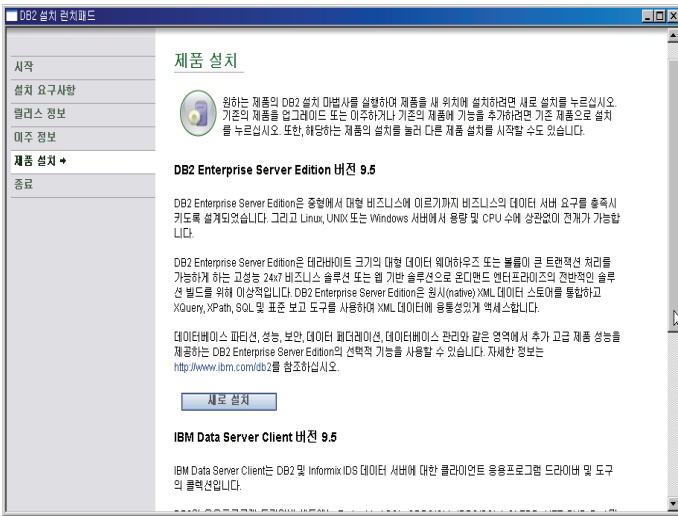 DB2 설치 런치패드
시작
설치 요구사항
릴리스 정보
이주 정보
제품 설치
종료
제품 설치
원하는 제품의 DB2 설치 마법사를 실행하여 제품을 새 위치에 설치하려면 새로 설치를 누르십시오.
기존의 제품을 업그레이드 또는 이주하거나 기존의 제품에 기능을 추가하려면 기존 제품으로 설치
를 누르십시오. 또한, 해당하는 제품의 설치를 눌러 다른 제품 설치를 시작할 수도 있습니다.
DB2 Enterprise Server Edition 버전 9.5
DB2 Enterprise Server Edition은 중형에서 대형 비즈니스에 이르기까지 비즈니스의 데이터 서버 요구를 충족시
키도록 설계되었습니다. 그리고 Linux, UNIX 또는 Windows 서버에서 용량 및 CPU 수에 상관없이 전개가 가능합
니다.
DB2 Enterprise Server Edition은 테라바이트 크기의 대형 데이터 웨어하우즈 또는 볼륨이 큰 트랜잭션 처리를
가능하게 하는 고성능 24x7 비즈니스 솔루션 또는 웹 기반 솔루션으로 온디맨드 엔터프라이즈의 전반적인 솔루
션 빌드를 위해 이상적입니다. DB2 Enterprise Server Edition은 원시(native) XML 데이터 스토어를 통합하고
XQuery, XPath, SQL 및 표준 보고 도구를 사용하여 XML 데이터에 융통성있게 액세스합니다.
데이터베이스 파티션, 성능, 보안, 데이터 페더레이션, 데이터베이스 관리와 같은 영역에서 추가 고급 제품 성능을
제공하는 DB2 Enterprise Server Edition의 선택적 기능을 사용할 수 있습니다. 자세한 정보는
http://www.ibm.com/db2를 참조하십시오.
새로 설치
IBM Data Server Client 버전 9.5
IBM Data Server Client는 DB2 및 Informix IDS 데이터 서버에 대한 클라이언트 응용프로그램 드라이버 및 도구
의 콜렉션입니다.